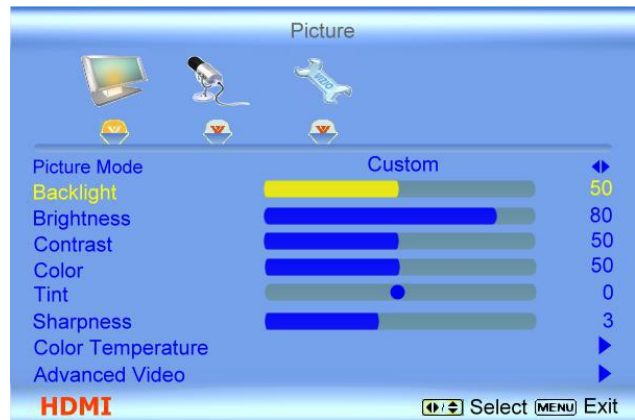 Picture
VIZIO
Picture Mode Custom
Backlight 50
Brightness 80
Contrast 50
Color 50
Tint 0
Sharpness 3
Color Temperature
Advanced Video
HDMI Select MENU Exit